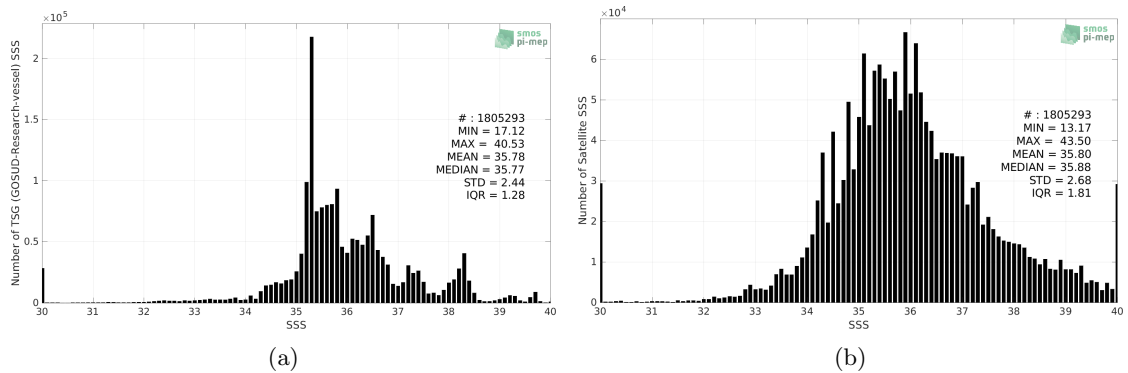 ×10⁵
2
1.5
1
0.5
0
Number of TSG (GOSUD-Research-vessel) SSS
smos
pi-mep
# : 1805293
MIN = 17.12
MAX = 40.53
MEAN = 35.78
MEDIAN = 35.77
STD = 2.44
IQR = 1.28
30 31 32 33 34 35 36 37 38 39 40
SSS
(a)
×10⁴
6
5
4
3
2
1
0
Number of Satellite SSS
smos
pi-mep
# : 1805293
MIN = 13.17
MAX = 43.50
MEAN = 35.80
MEDIAN = 35.88
STD = 2.68
IQR = 1.81
30 31 32 33 34 35 36 37 38 39 40
SSS
(b)